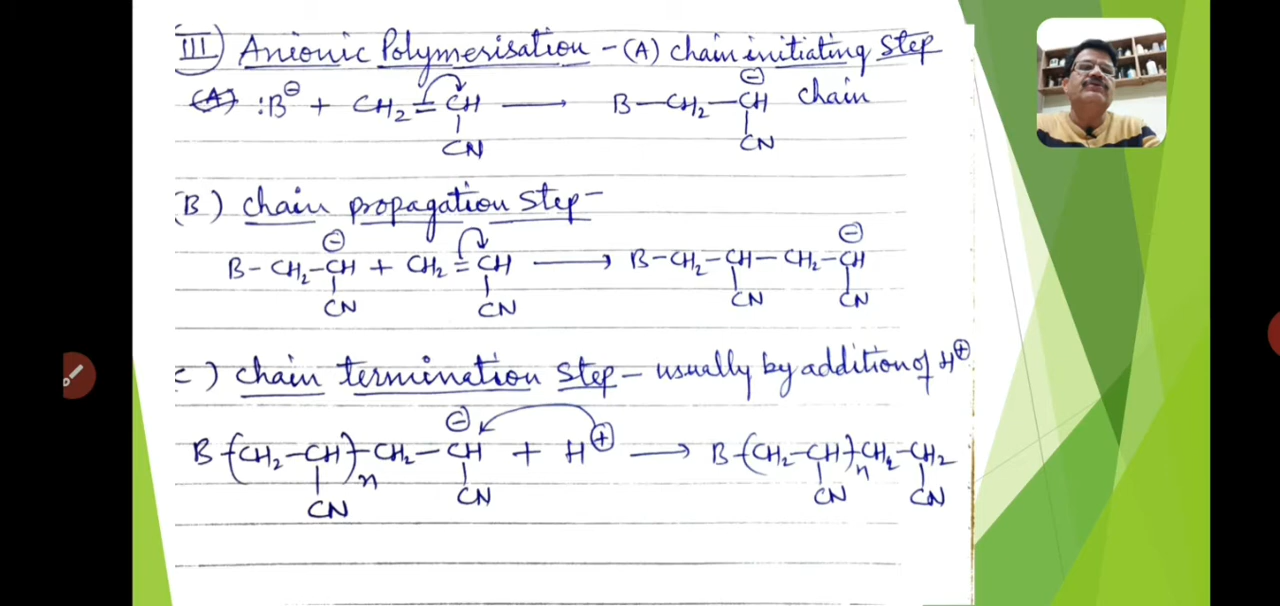 III) Anionic Polymerisation – (A) chain initiating step
(A) :B⊖ + CH2 = CH ⟶ B–CH2–CH⊖ chain
CN CN
(B) chain propagation step –
B–CH2–CH⊖ + CH2 = CH ⟶ B–CH2–CH–CH2–CH⊖
CN CN CN CN
c) chain termination step – usually by addition of H⊕
B–(CH2–CH)n–CH2–CH⊖ + H⊕ ⟶ B–(CH2–CH)n–CH2–CH2
CN CN CN CN